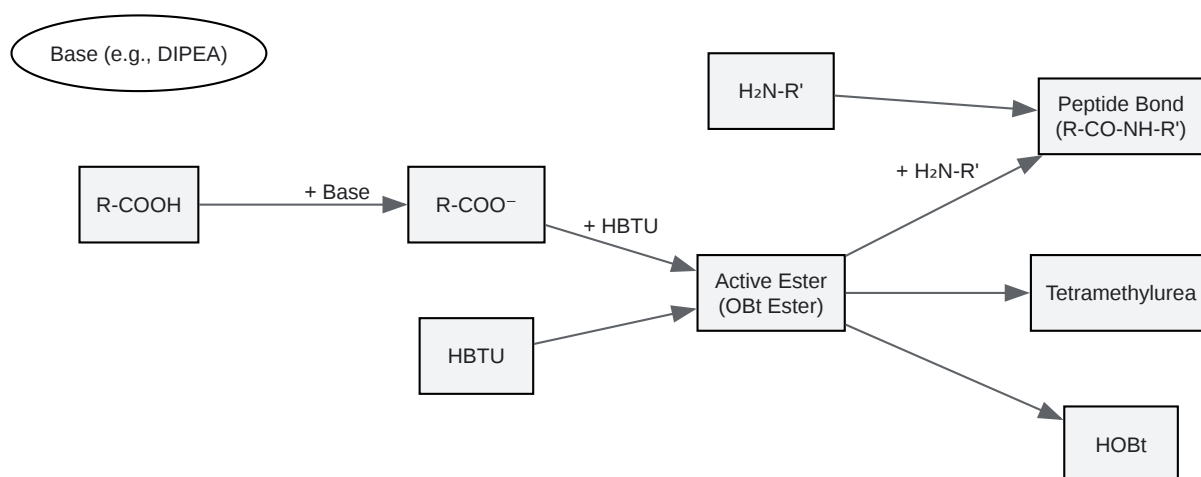 Base (e.g., DIPEA)
H₂N-R'
Peptide Bond
(R-CO-NH-R')
+ H₂N-R'
R-COOH
+ Base
R-COO⁻
+ HBTU
Active Ester
(OBt Ester)
Tetramethylurea
HBTU
HOBt